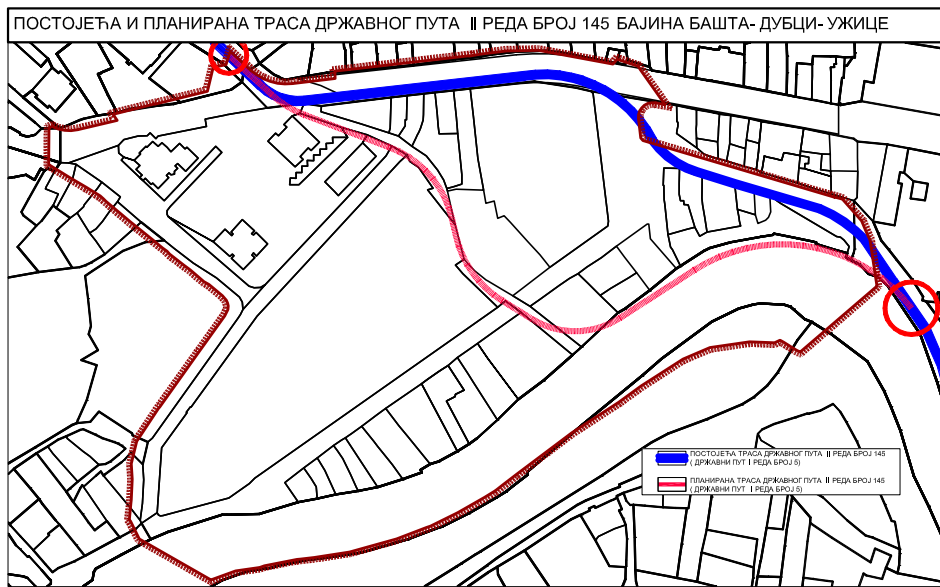 ПОСТОЈЕЋА И ПЛАНИРАНА ТРАСА ДРЖАВНОГ ПУТА II РЕДА БРОЈ 145 БАЈИНА БАШТА- ДУБЦИ- УЖИЦЕ
ПОСТОЈЕЋА ТРАСА ДРЖАВНОГ ПУТА II РЕДА БРОЈ 145
( ДРЖАВНИ ПУТ I РЕДА БРОЈ 5)
ПЛАНИРАНА ТРАСА ДРЖАВНОГ ПУТА II РЕДА БРОЈ 145
( ДРЖАВНИ ПУТ I РЕДА БРОЈ 5)